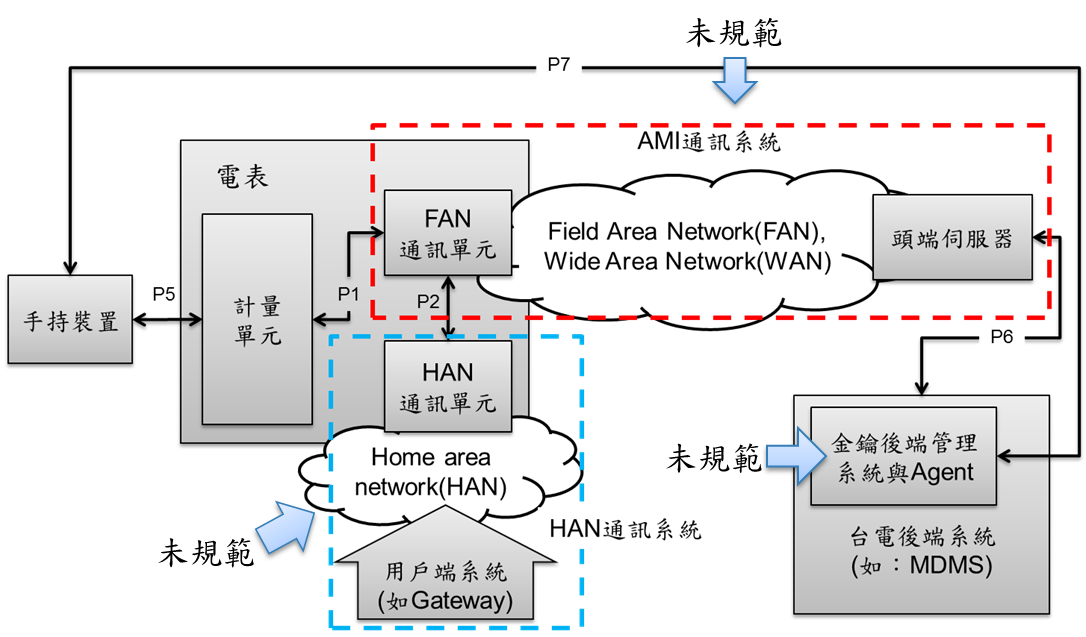 未規範
P7
AMI通訊系統
電表
FAN
通訊單元
Field Area Network(FAN),
Wide Area Network(WAN)
頭端伺服器
P5
P1
P2
手持裝置
計量
單元
P6
HAN
通訊單元
Home area
network(HAN)
未規範
金鑰後端管理
系統與Agent
HAN通訊系統
未規範
台電後端系統
(如：MDMS)
用戶端系統
(如Gateway)